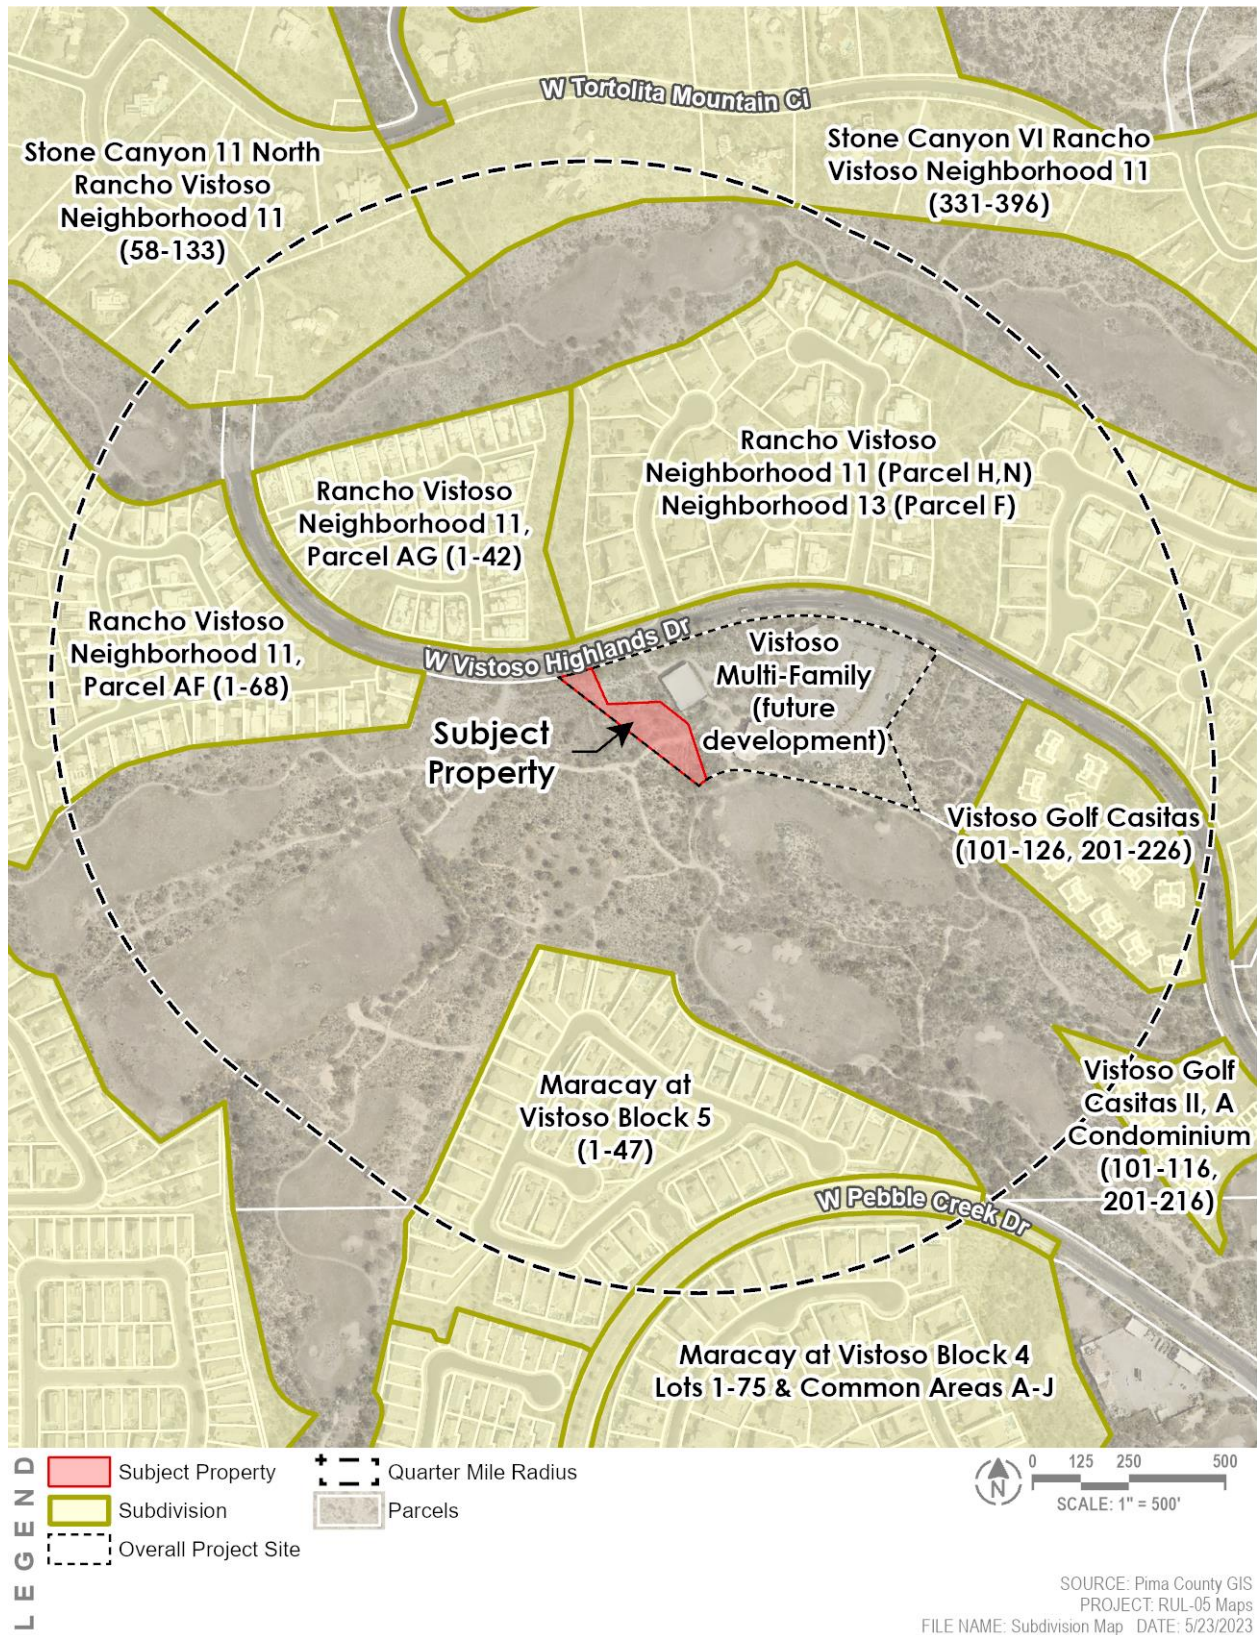 W Tortolita Mountain Ci
Stone Canyon 11 North
Rancho Vistoso
Neighborhood 11
(58-133)
Stone Canyon VI Rancho
Vistoso Neighborhood 11
(331-396)
Rancho Vistoso
Neighborhood 11 (Parcel H,N)
Neighborhood 13 (Parcel F)
Rancho Vistoso
Neighborhood 11,
Parcel AG (1-42)
Rancho Vistoso
Neighborhood 11,
Parcel AF (1-68)
W Vistoso Highlands Dr
Vistoso
Multi-Family
(future
development)
Subject
Property
Vistoso Golf Casitas
(101-126, 201-226)
Maracay at
Vistoso Block 5
(1-47)
Vistoso Golf
Casitas II, A
Condominium
(101-116,
201-216)
W Pebble Creek Dr
Maracay at Vistoso Block 4
Lots 1-75 & Common Areas A-J
LEGEND
Subject Property
Subdivision
Overall Project Site
Quarter Mile Radius
Parcels
N
0 125 250 500
SCALE: 1" = 500'
SOURCE: Pima County GIS
PROJECT: RUL-05 Maps
FILE NAME: Subdivision Map DATE: 5/23/2023